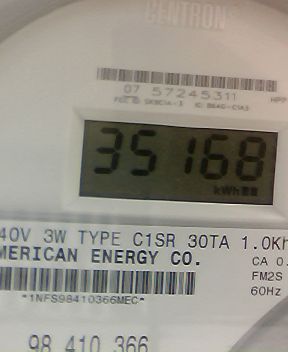 CENTRON
07 57245311
35168
kWh
40V 3W TYPE C1SR 30TA 1.0Kh
MERICAN ENERGY CO.
CA 0.
FM2S
60Hz
*1NFS98410366MEC*
98 410 366